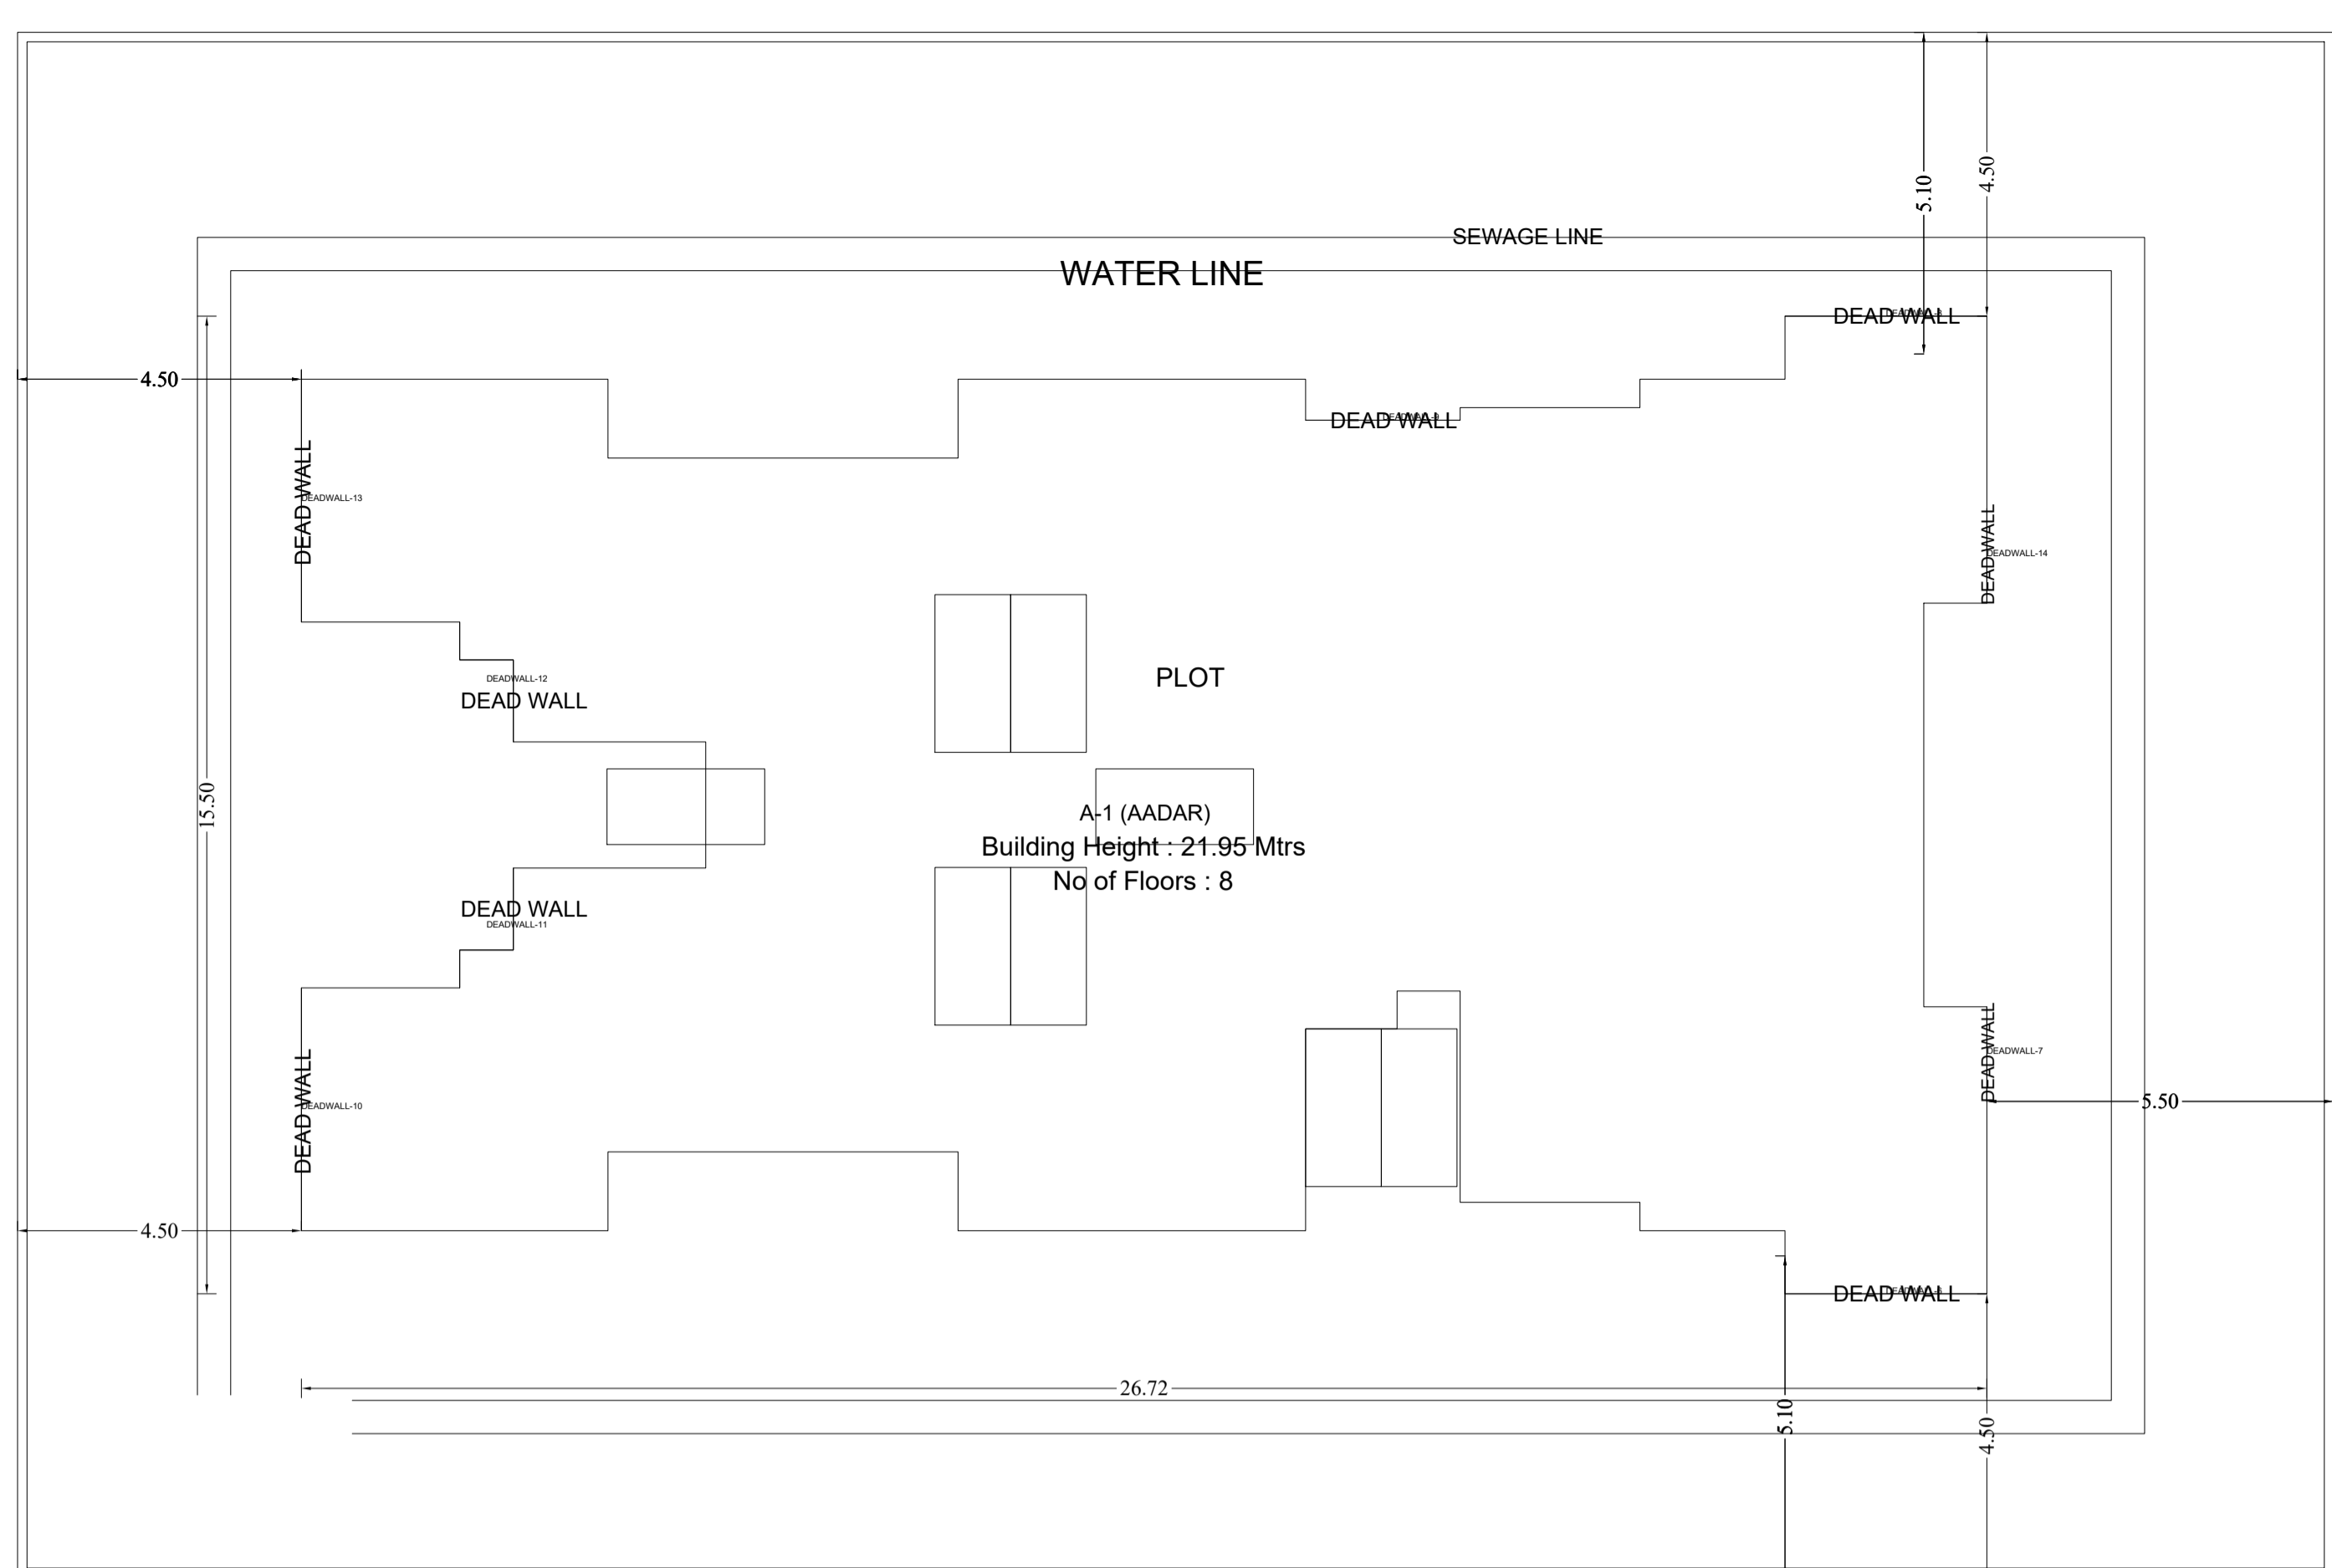 4.50
5.10
SEWAGE LINE
WATER LINE
DEAD WALL
4.50
DEAD WALL
DEADWALL-9
DEAD WALL
DEADWALL-13
DEAD WALL
DEADWALL-14
DEADWALL-12
DEAD WALL
PLOT
15.50
A-1 (AADAR)
Building Height : 21.95 Mtrs
No of Floors : 8
DEAD WALL
DEADWALL-11
DEAD WALL
DEADWALL-7
DEAD WALL
DEADWALL-10
5.50
4.50
DEAD WALL
26.72
5.10
4.50